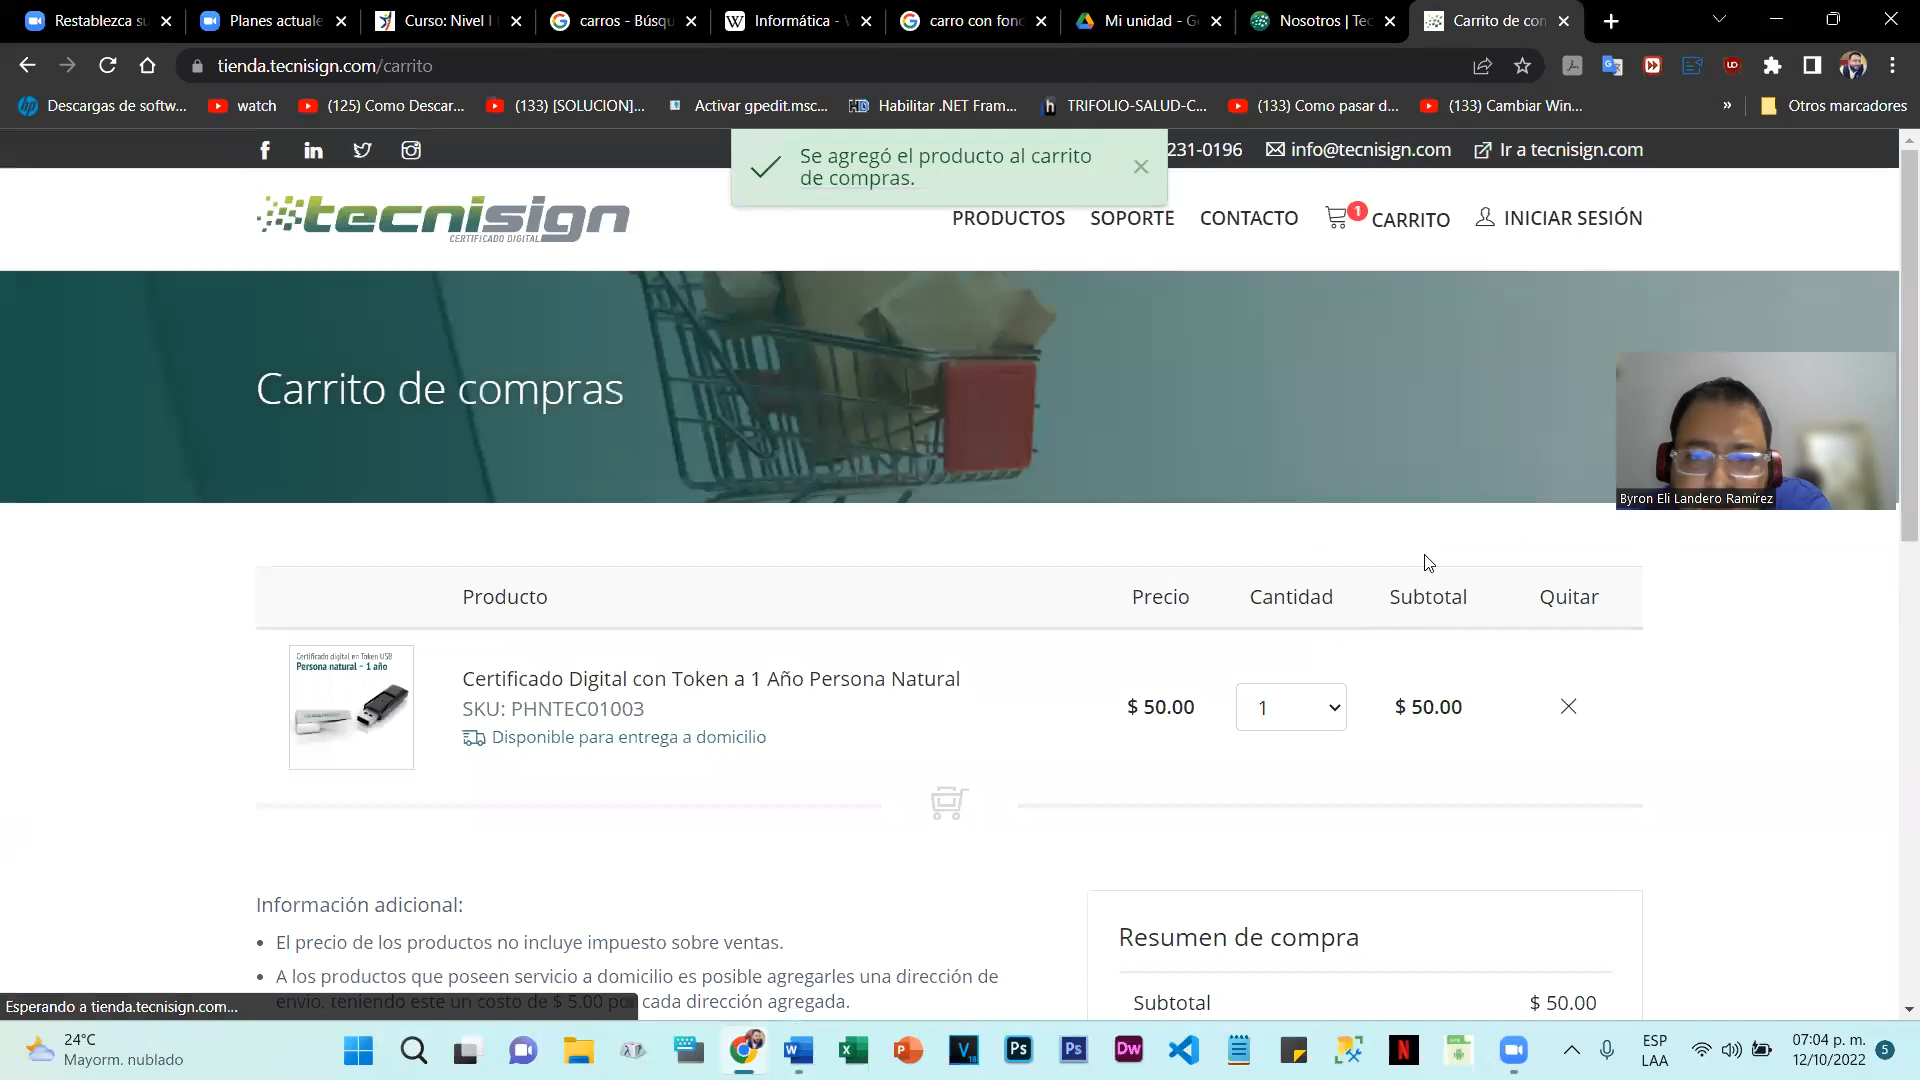 Restablezca su
Planes actuale
Curso: Nivel I
carros - Búsqu
Informática - 
carro con fond
Mi unidad - Go
Nosotros | Tec
Carrito de con
tienda.tecnisign.com/carrito
Descargas de softw...
watch
(125) Como Descar...
(133) [SOLUCION]...
Activar gpedit.msc...
Habilitar .NET Fram...
TRIFOLIO-SALUD-C...
(133) Como pasar d...
(133) Cambiar Win...
»
Otros marcadores
231-0196
info@tecnisign.com
Ir a tecnisign.com
Se agregó el producto al carrito
de compras.
tecnisign
CERTIFICADO DIGITAL
PRODUCTOS
SOPORTE
CONTACTO
1
CARRITO
INICIAR SESIÓN
Carrito de compras
Byron Eli Landero Ramírez
Producto
Precio
Cantidad
Subtotal
Quitar
Certificado digital en Token USB
Persona natural - 1 año
Certificado Digital con Token a 1 Año Persona Natural
SKU: PHNTEC01003
Disponible para entrega a domicilio
$ 50.00
1
$ 50.00
Información adicional:
• El precio de los productos no incluye impuesto sobre ventas.
• A los productos que poseen servicio a domicilio es posible agregarles una dirección de
envio, teniendo este un costo de $ 5.00 por cada dirección agregada.
Resumen de compra
Subtotal
$ 50.00
Esperando a tienda.tecnisign.com...
24°C
Mayorm. nublado
ESP
LAA
07:04 p. m.
12/10/2022
5